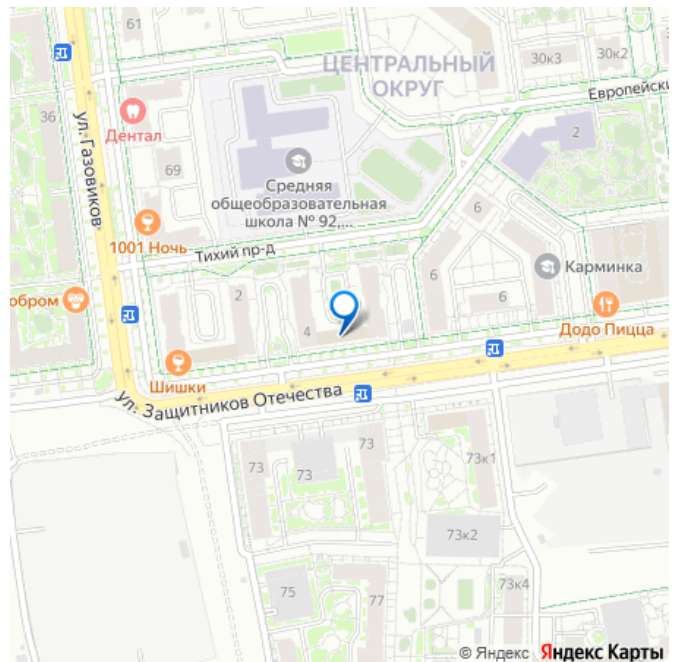 61
ЦЕНТРАЛЬНЫЙ
ОКРУГ
30к3
30к2
Европейски
36
ул. Газовиков
Дентал
69
2
Средняя
общеобразовательная
школа № 92,...
6
1001 Ночь
Тихий пр-д
6
Карминка
2
6
обром
4
Додо Пицца
Шишки
ул. Защитников Отечества
73
73
73
73к1
73к2
75
77
73к4
© Яндекс Яндекс Карты